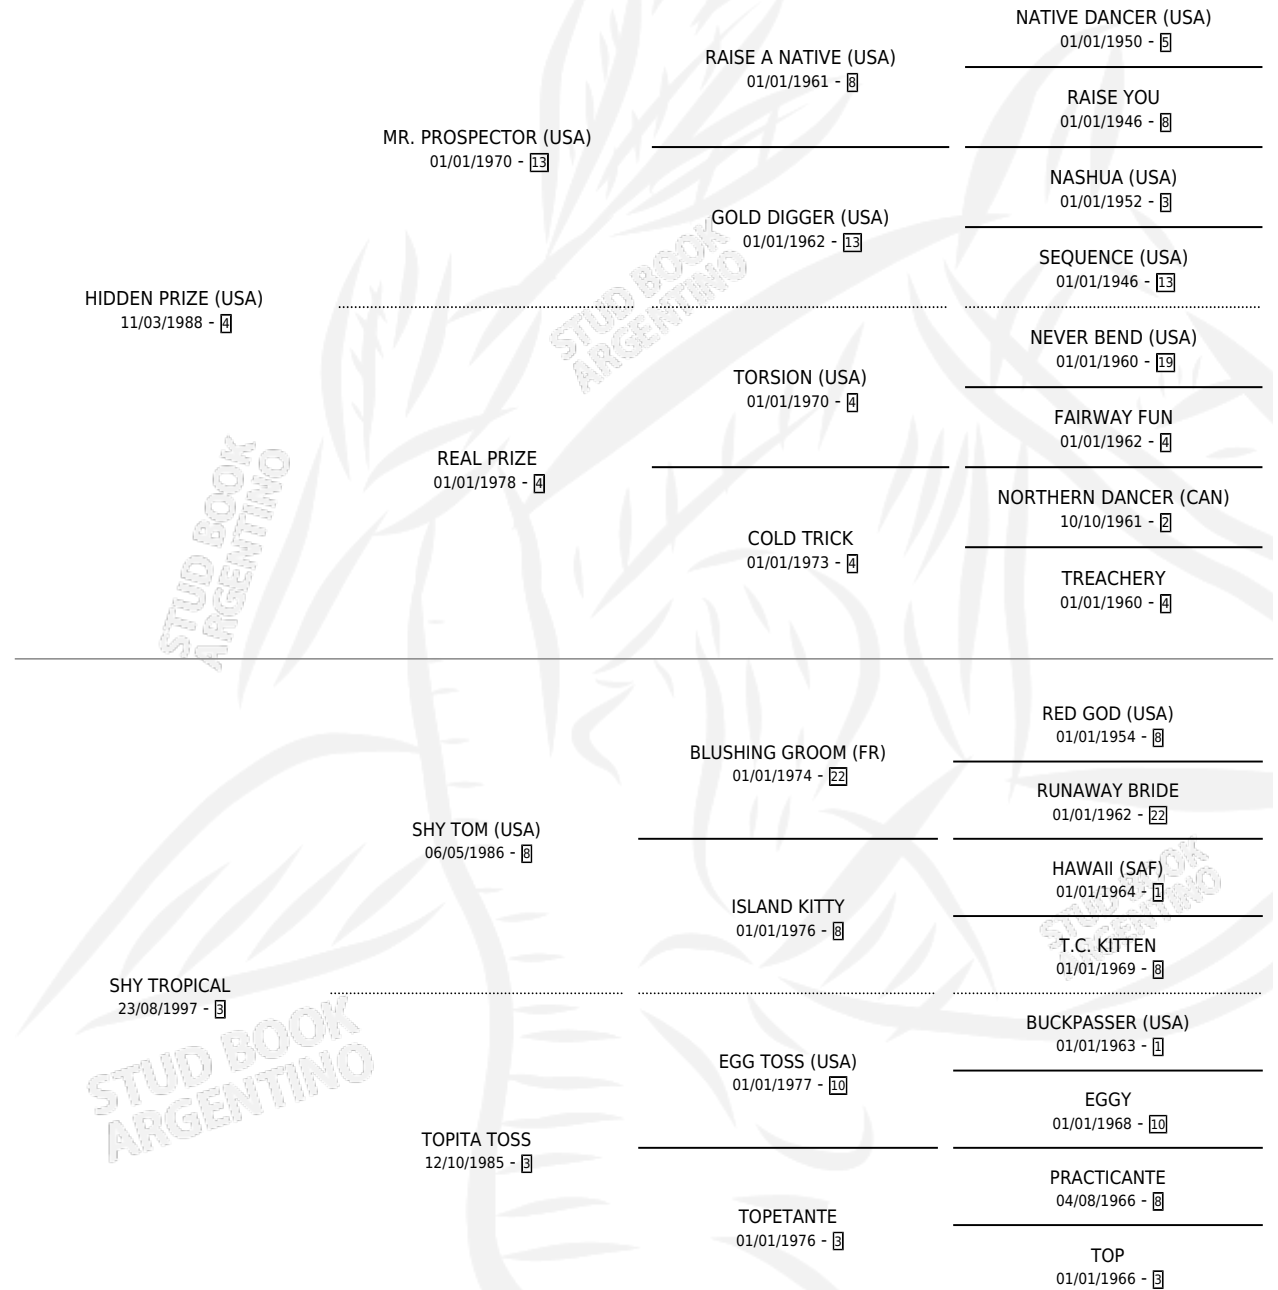 NATIVE DANCER (USA)
01/01/1950 - 5
RAISE A NATIVE (USA)
01/01/1961 - 8
RAISE YOU
01/01/1946 - 8
MR. PROSPECTOR (USA)
01/01/1970 - 13
NASHUA (USA)
01/01/1952 - 3
GOLD DIGGER (USA)
01/01/1962 - 13
SEQUENCE (USA)
01/01/1946 - 13
HIDDEN PRIZE (USA)
11/03/1988 - 4
NEVER BEND (USA)
01/01/1960 - 19
TORSION (USA)
01/01/1970 - 4
FAIRWAY FUN
01/01/1962 - 4
REAL PRIZE
01/01/1978 - 4
NORTHERN DANCER (CAN)
10/10/1961 - 2
COLD TRICK
01/01/1973 - 4
TREACHERY
01/01/1960 - 4
RED GOD (USA)
01/01/1954 - 8
BLUSHING GROOM (FR)
01/01/1974 - 22
RUNAWAY BRIDE
01/01/1962 - 22
SHY TOM (USA)
06/05/1986 - 8
HAWAII (SAF)
01/01/1964 - 1
ISLAND KITTY
01/01/1976 - 8
T.C. KITTEN
01/01/1969 - 8
SHY TROPICAL
23/08/1997 - 3
BUCKPASSER (USA)
01/01/1963 - 1
EGG TOSS (USA)
01/01/1977 - 10
EGGY
01/01/1968 - 10
TOPITA TOSS
12/10/1985 - 3
PRACTICANTE
04/08/1966 - 8
TOPETANTE
01/01/1976 - 3
TOP
01/01/1966 - 3
STUD BOOK
ARGENTINO
STUD BOOK
ARGENTINO
STUD BOOK
ARGENTINO
STUD BOOK
ARGENTINO